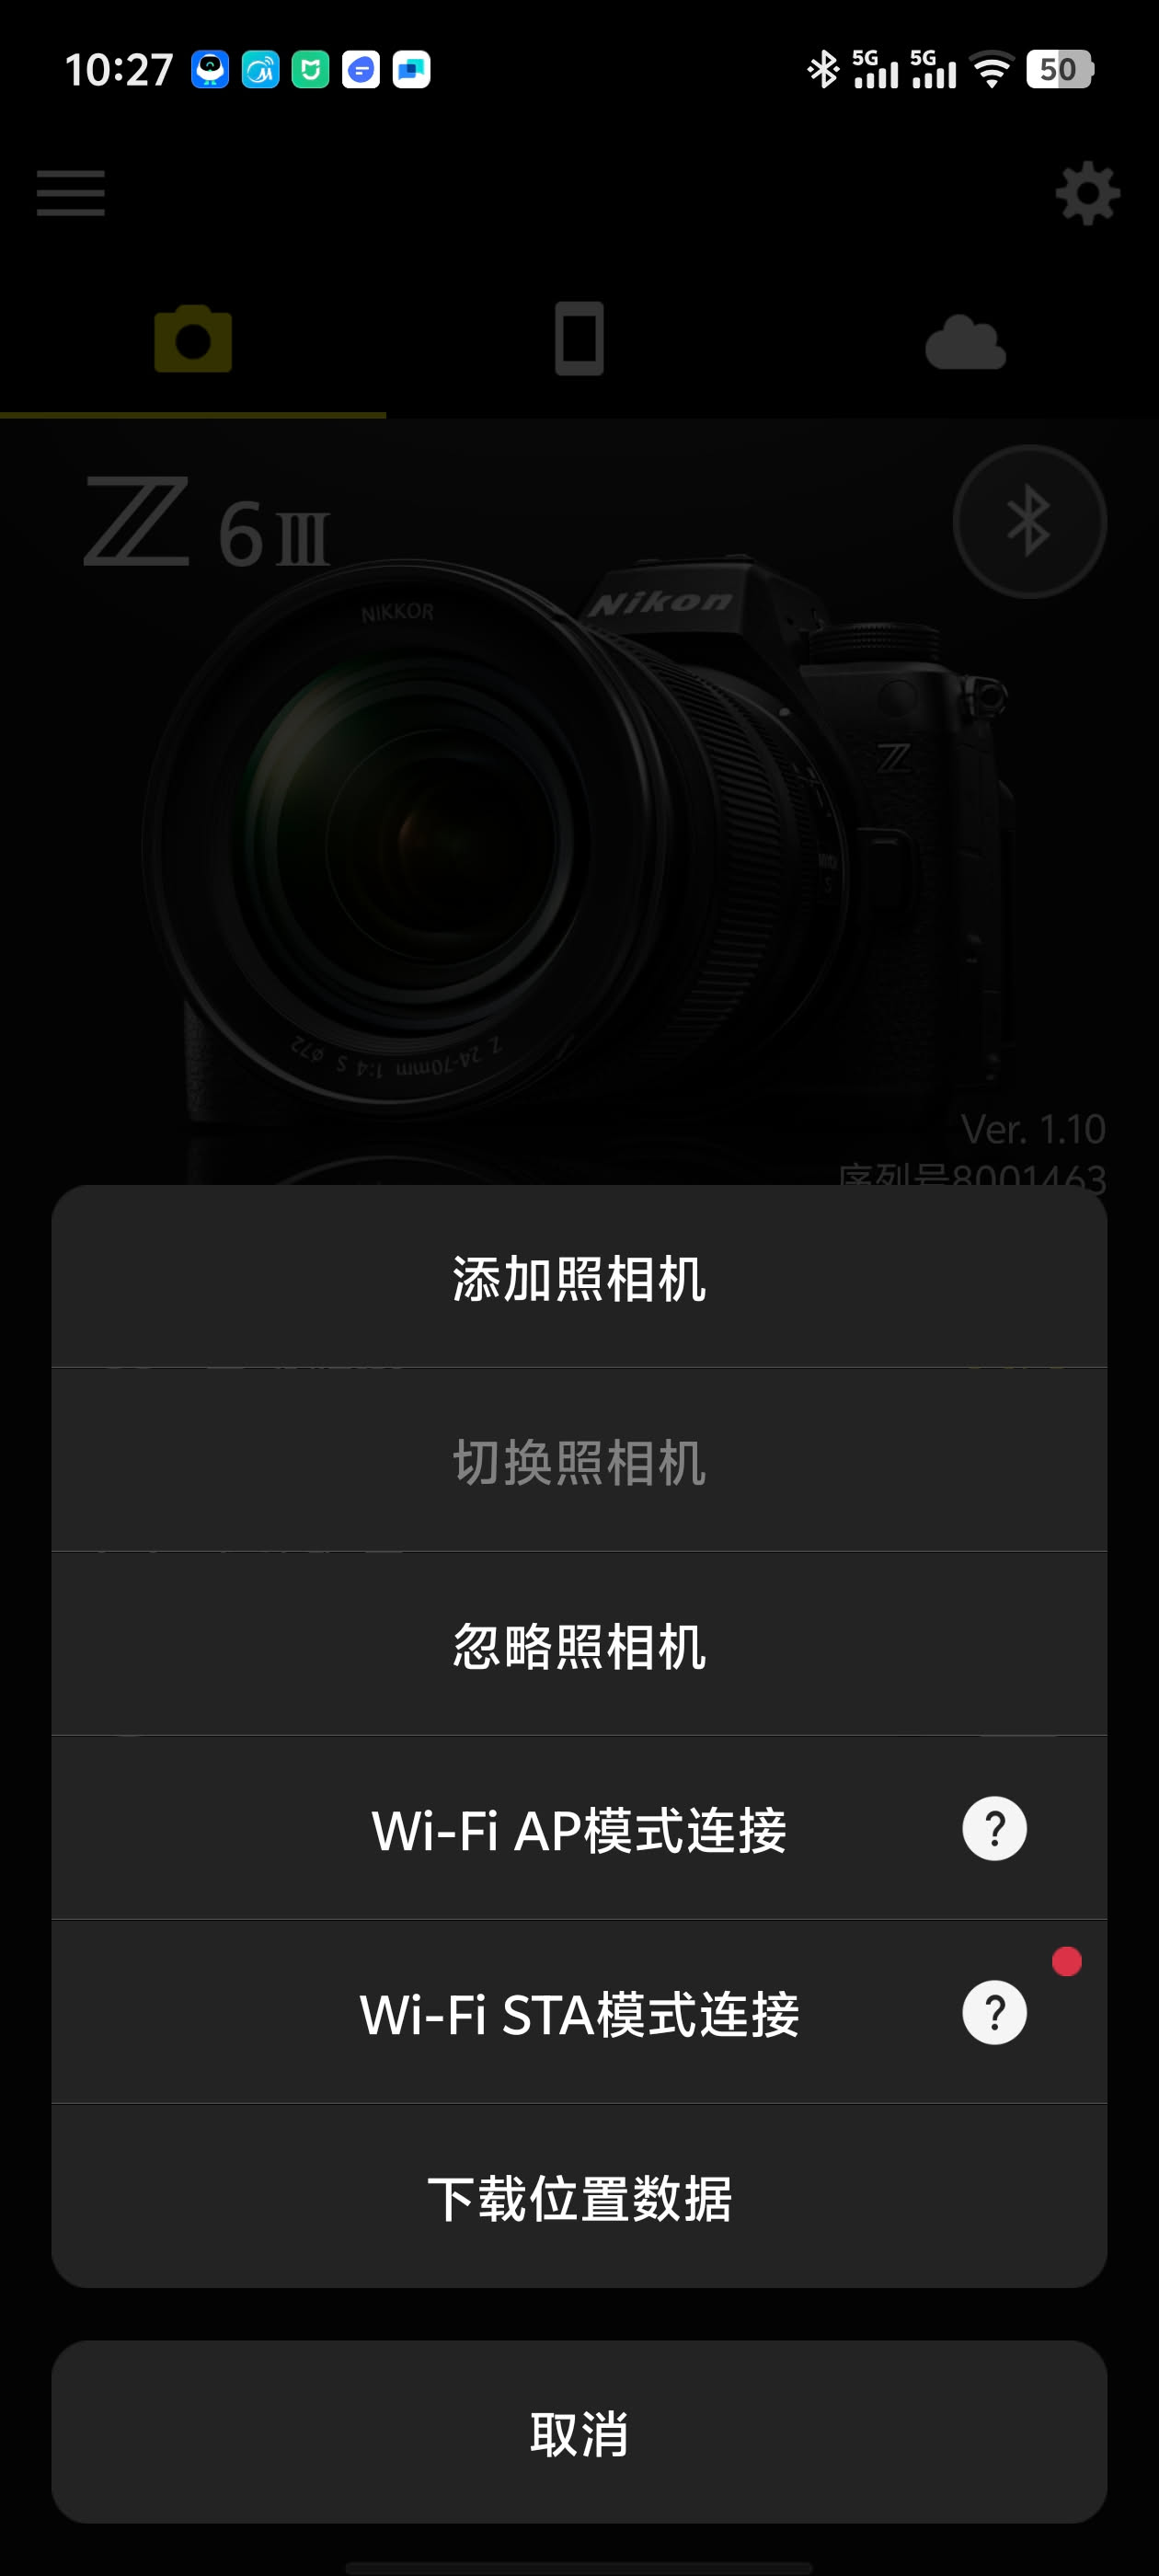 10:27
5G 5G 50
Z 6III
Nikon
NIKKOR
Z
Z 24-70mm 1:4 S ø72
Ver. 1.10
序列号8001463
添加照相机
切换照相机
忽略照相机
Wi-Fi AP模式连接 ?
Wi-Fi STA模式连接 ?
下载位置数据
取消